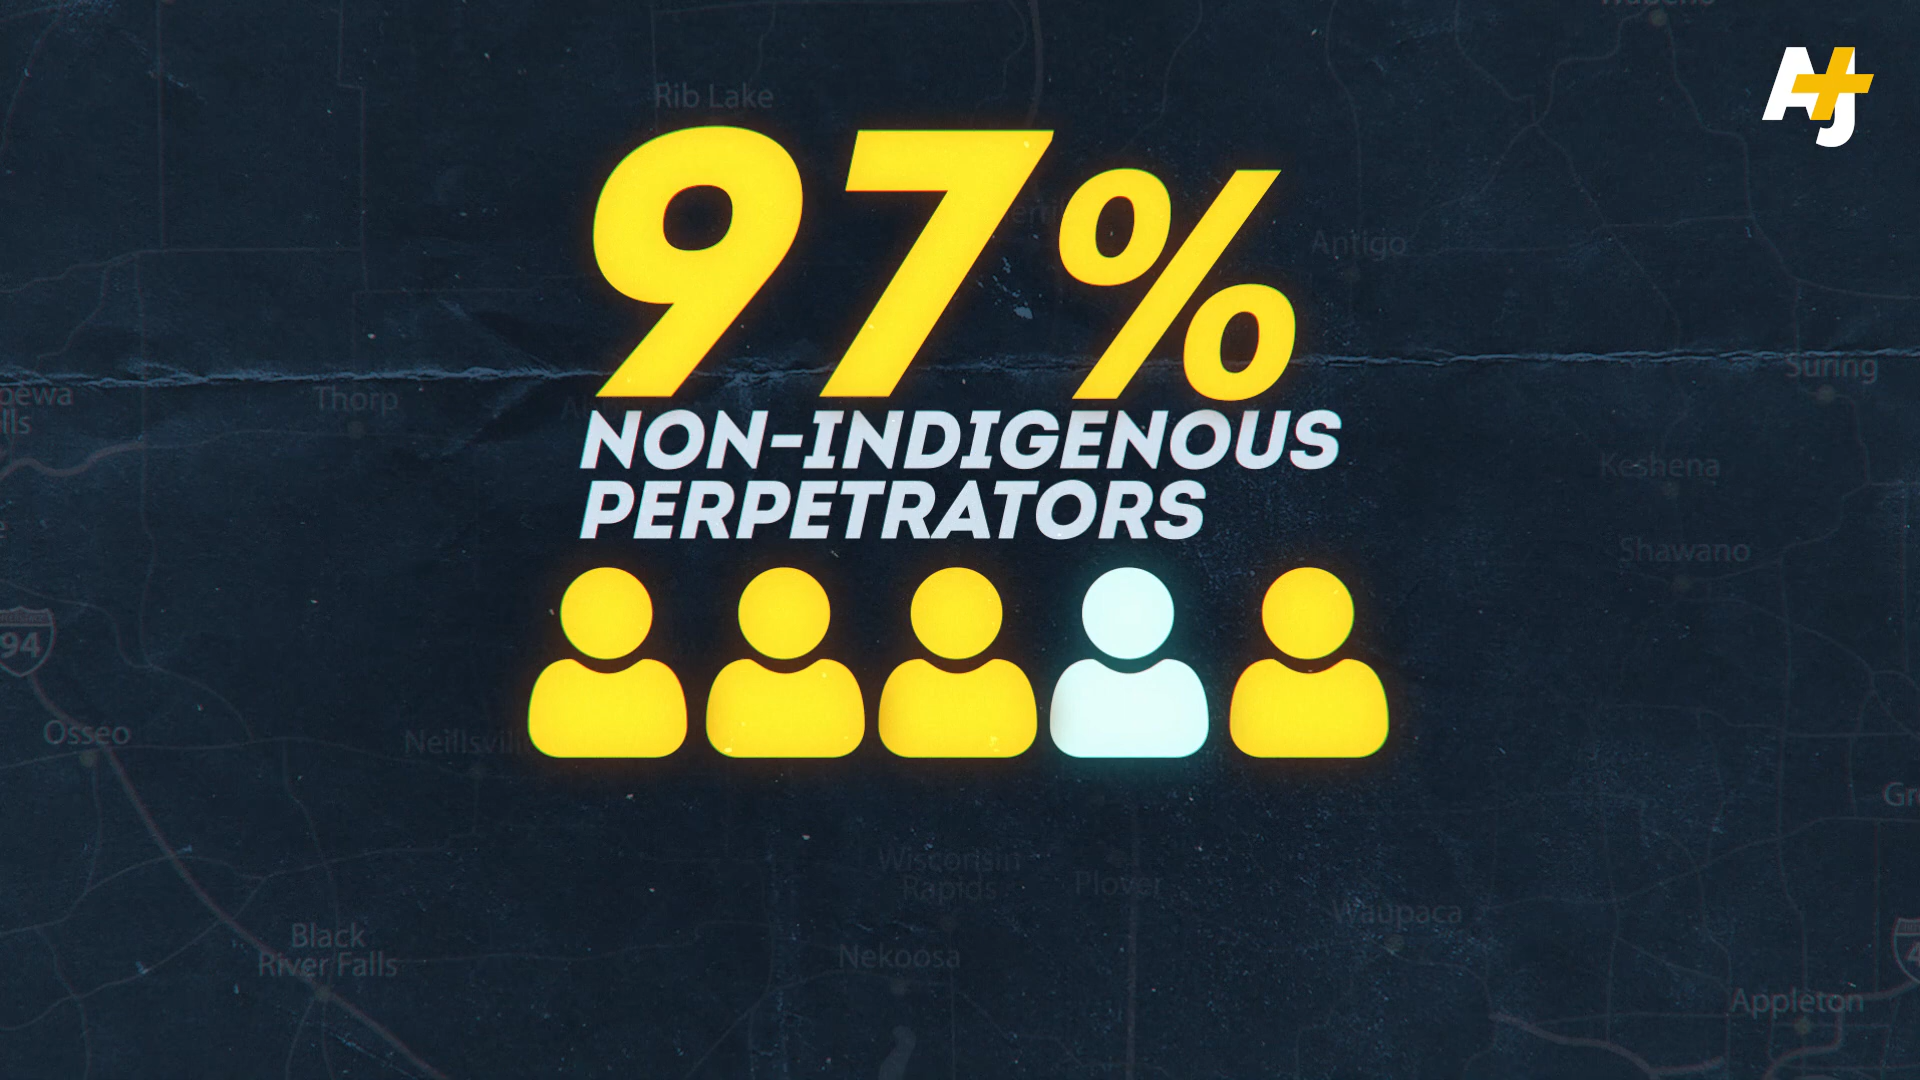 AJ+
Rib Lake
97%
Antigo
Suring
Thorp
NON-INDIGENOUS
PERPETRATORS
Keshena
Shawano
94
Osseo
Wisconsin
Rapids
Plover
Waupaca
Black
River Falls
Nekoosa
Appleton